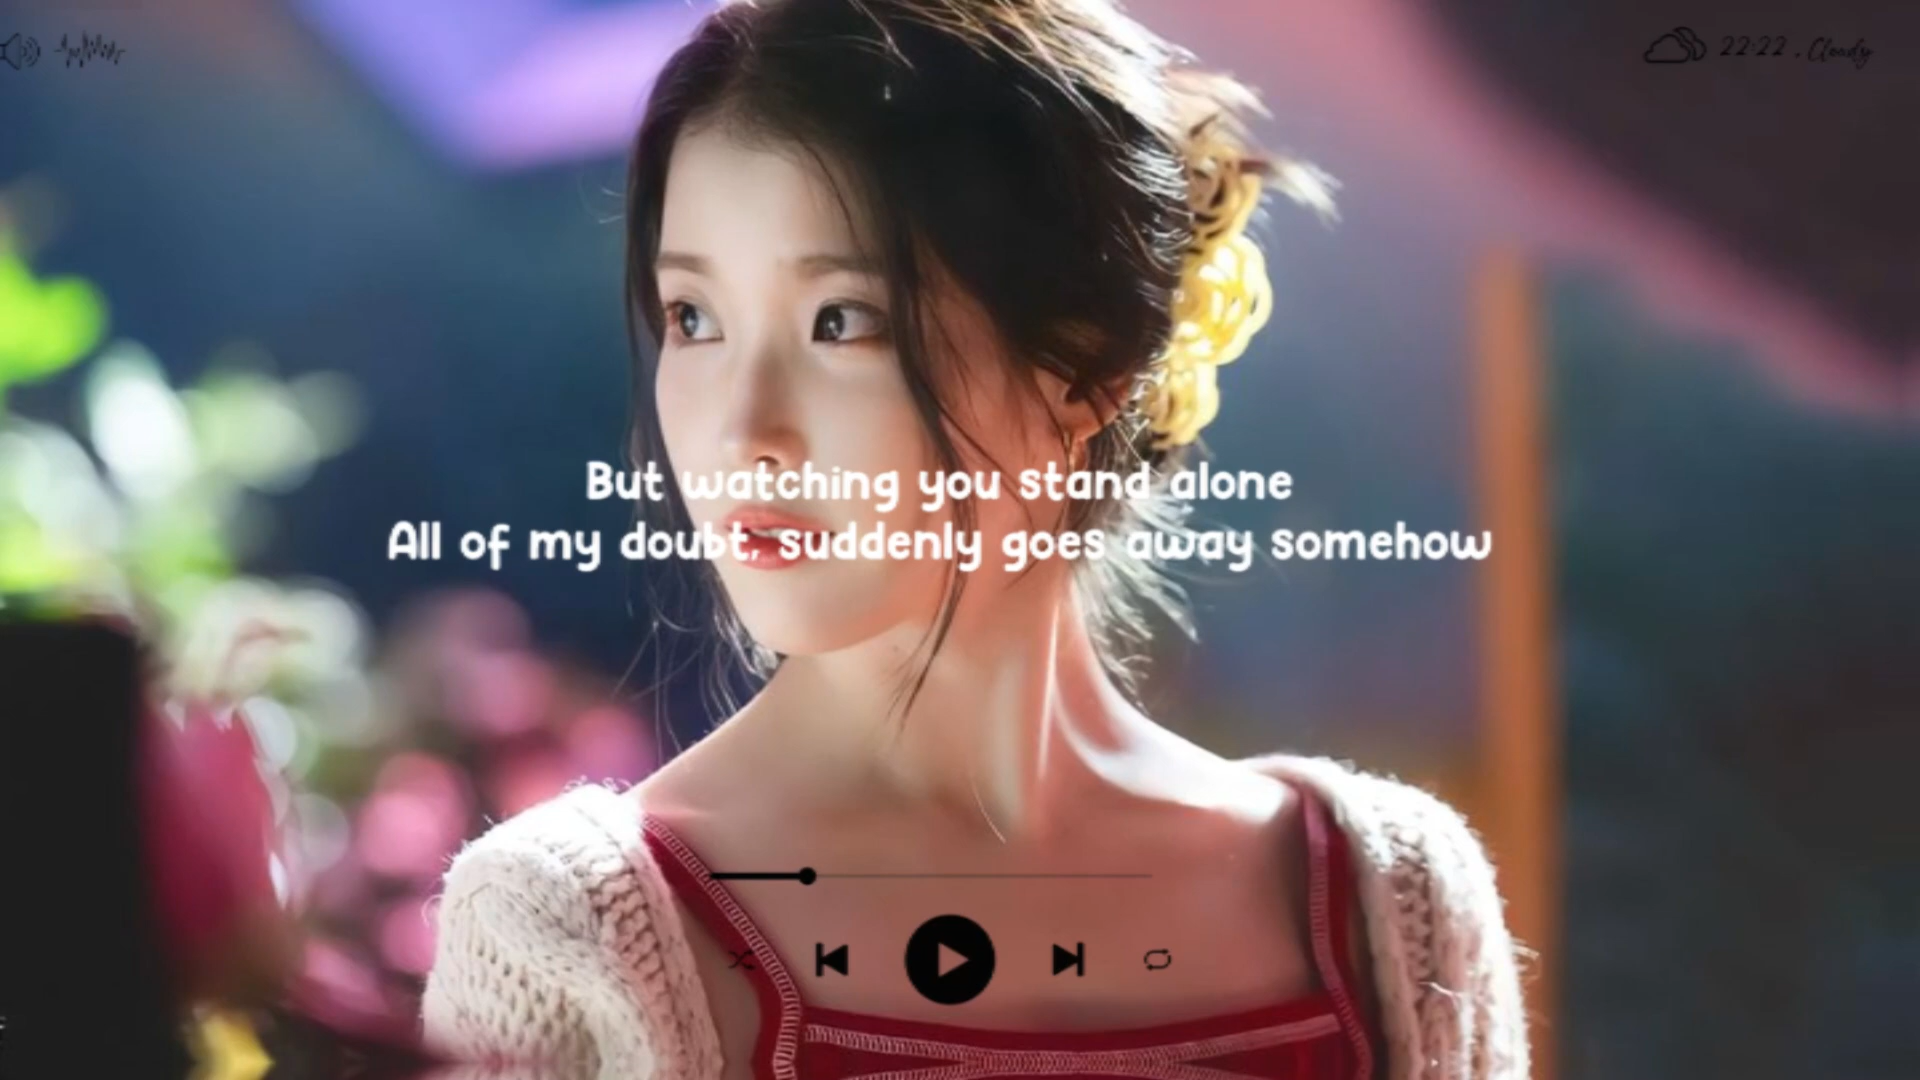 22:22 . Cloudy
But watching you stand alone
All of my doubt, suddenly goes away somehow